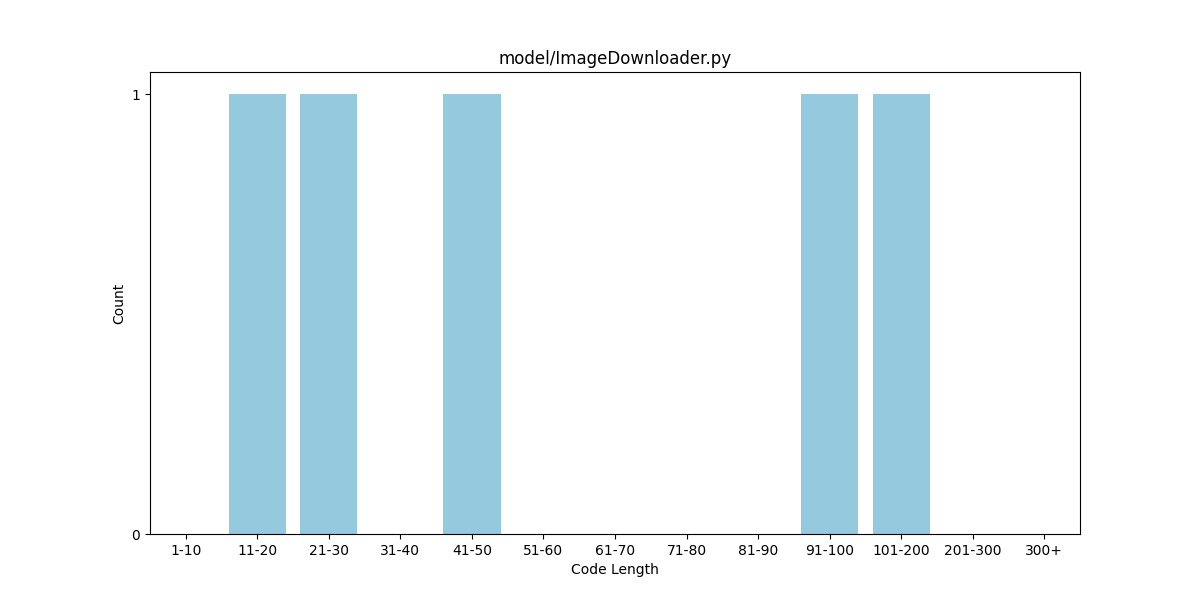 model/ImageDownloader.py
1
0
Count
1-10 11-20 21-30 31-40 41-50 51-60 61-70 71-80 81-90 91-100 101-200 201-300 300+
Code Length